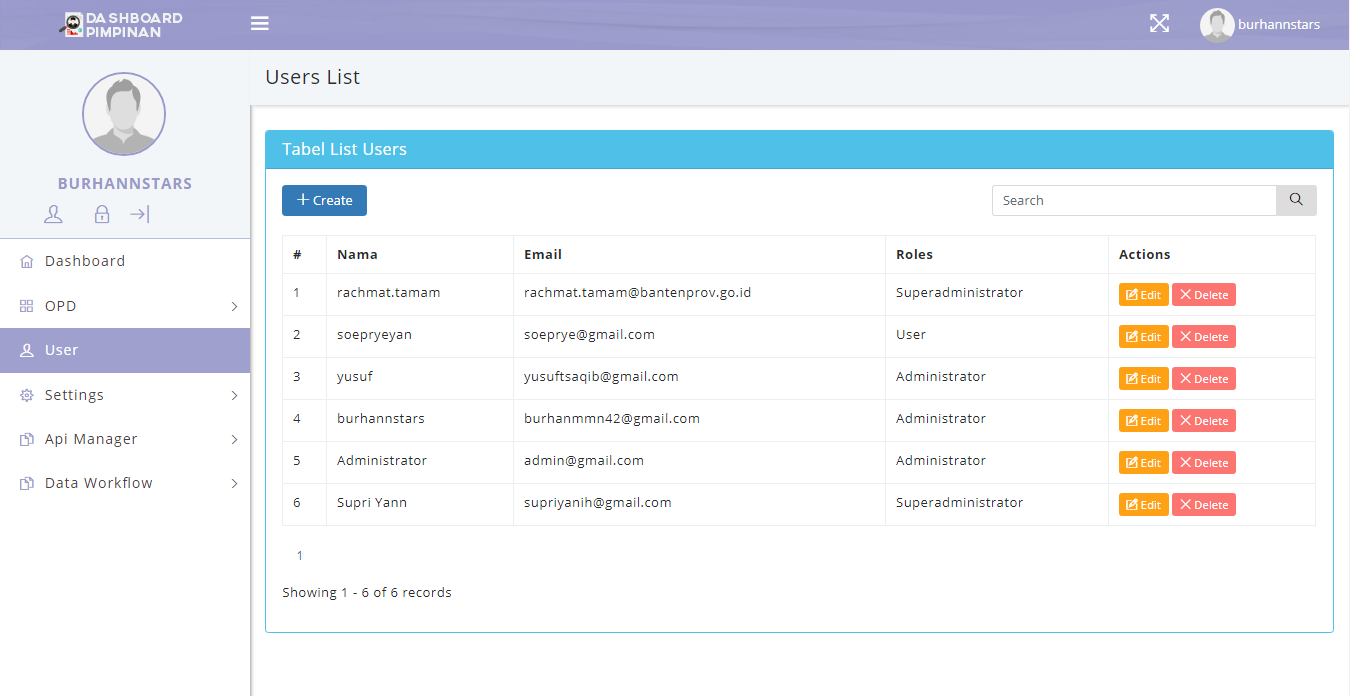 DASHBOARD
PIMPINAN
burhannstars
BURHANNSTARS
Dashboard
OPD
User
Settings
Api Manager
Data Workflow
Users List
Tabel List Users
Create
Search
# Nama Email Roles Actions
1 rachmat.tamam rachmat.tamam@bantenprov.go.id Superadministrator Edit Delete
2 soepryeyan soeprye@gmail.com User Edit Delete
3 yusuf yusuftsaqib@gmail.com Administrator Edit Delete
4 burhannstars burhanmmn42@gmail.com Administrator Edit Delete
5 Administrator admin@gmail.com Administrator Edit Delete
6 Supri Yann supriyanih@gmail.com Superadministrator Edit Delete
1
Showing 1 - 6 of 6 records